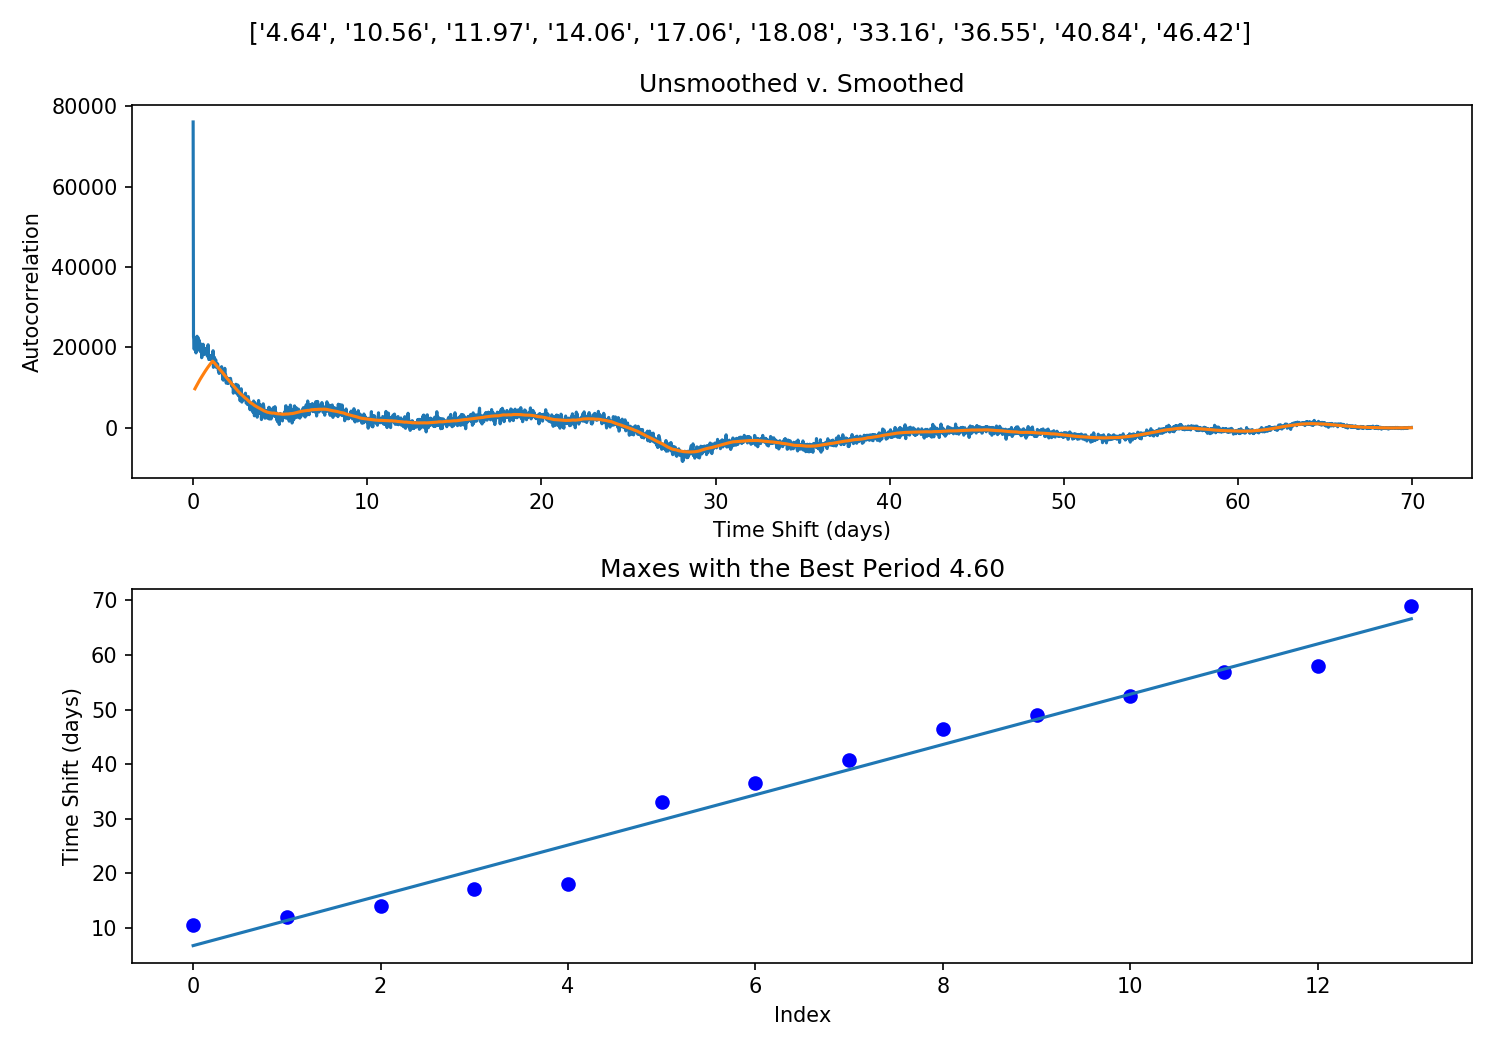 ['4.64', '10.56', '11.97', '14.06', '17.06', '18.08', '33.16', '36.55', '40.84', '46.42']
Unsmoothed v. Smoothed
80000
60000
40000
20000
0
Autocorrelation
0 10 20 30 40 50 60 70
Time Shift (days)
Maxes with the Best Period 4.60
70
60
50
40
30
20
10
Time Shift (days)
0 2 4 6 8 10 12
Index